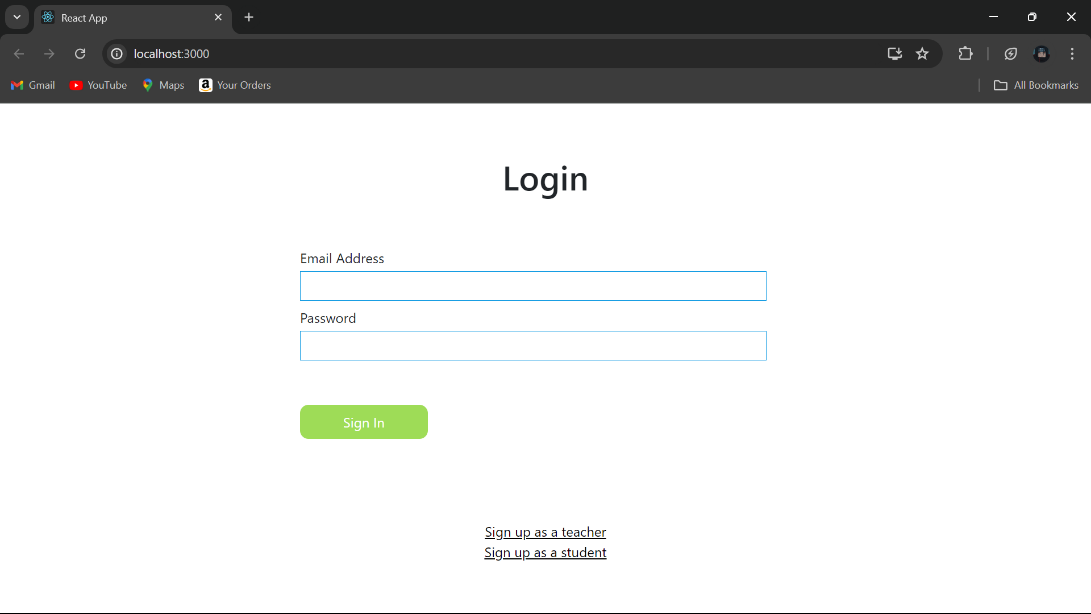 React App
localhost:3000
Gmail YouTube Maps a Your Orders All Bookmarks
Login
Email Address
Password
Sign In
Sign up as a teacher
Sign up as a student